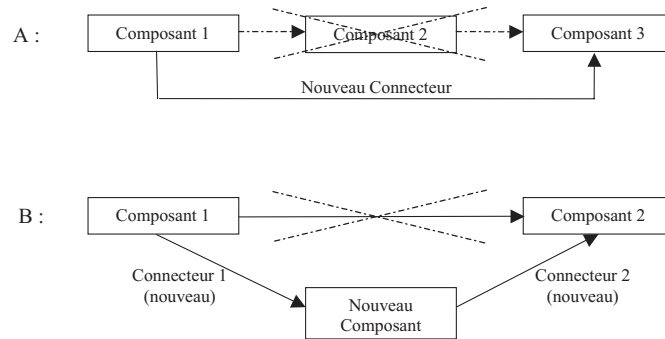 A :
Composant 1
Composant 2
Composant 3
Nouveau Connecteur
B :
Composant 1
Composant 2
Connecteur 1
(nouveau)
Connecteur 2
(nouveau)
Nouveau
Composant